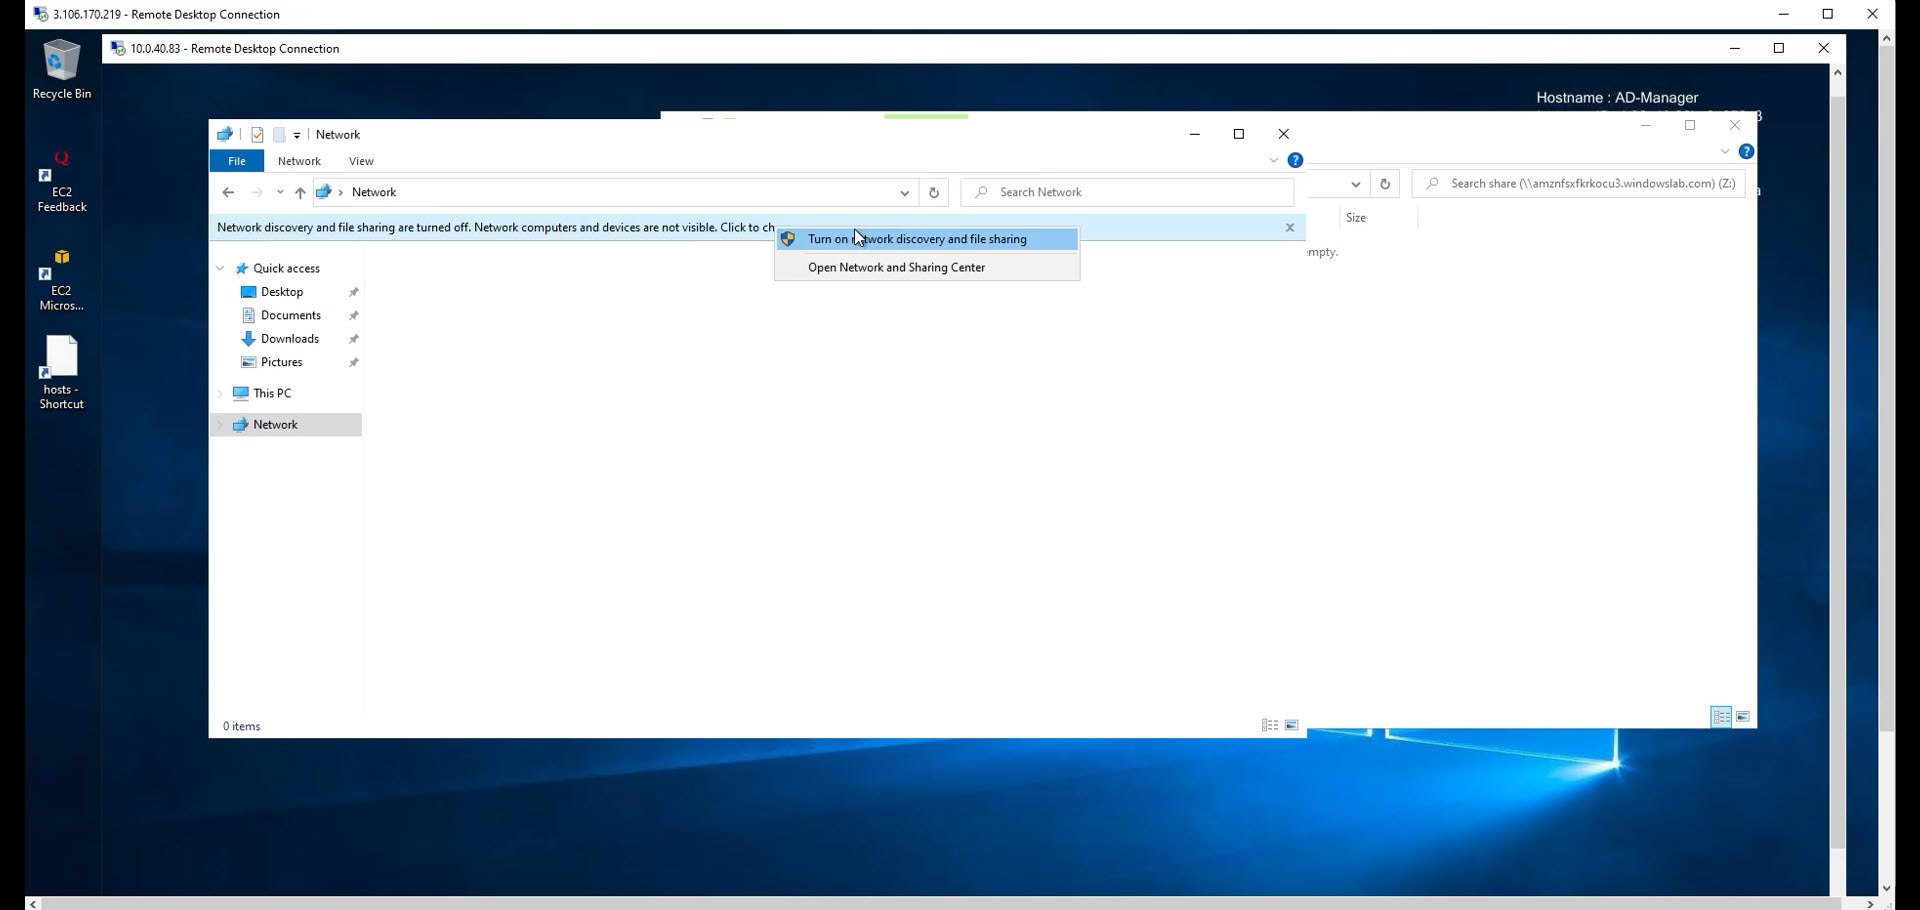 3.106.170.219 - Remote Desktop Connection
10.0.40.83 - Remote Desktop Connection
Recycle Bin
EC2
Feedback
EC2
Micros...
hosts -
Shortcut
Hostname : AD-Manager
Network
File
Network
View
Network
Search Network
Search share (\\amznfsxfkrkocu3.windowslab.com) (Z:)
Size
empty.
Network discovery and file sharing are turned off. Network computers and devices are not visible. Click to ch
Turn on network discovery and file sharing
Open Network and Sharing Center
Quick access
Desktop
Documents
Downloads
Pictures
This PC
Network
0 items